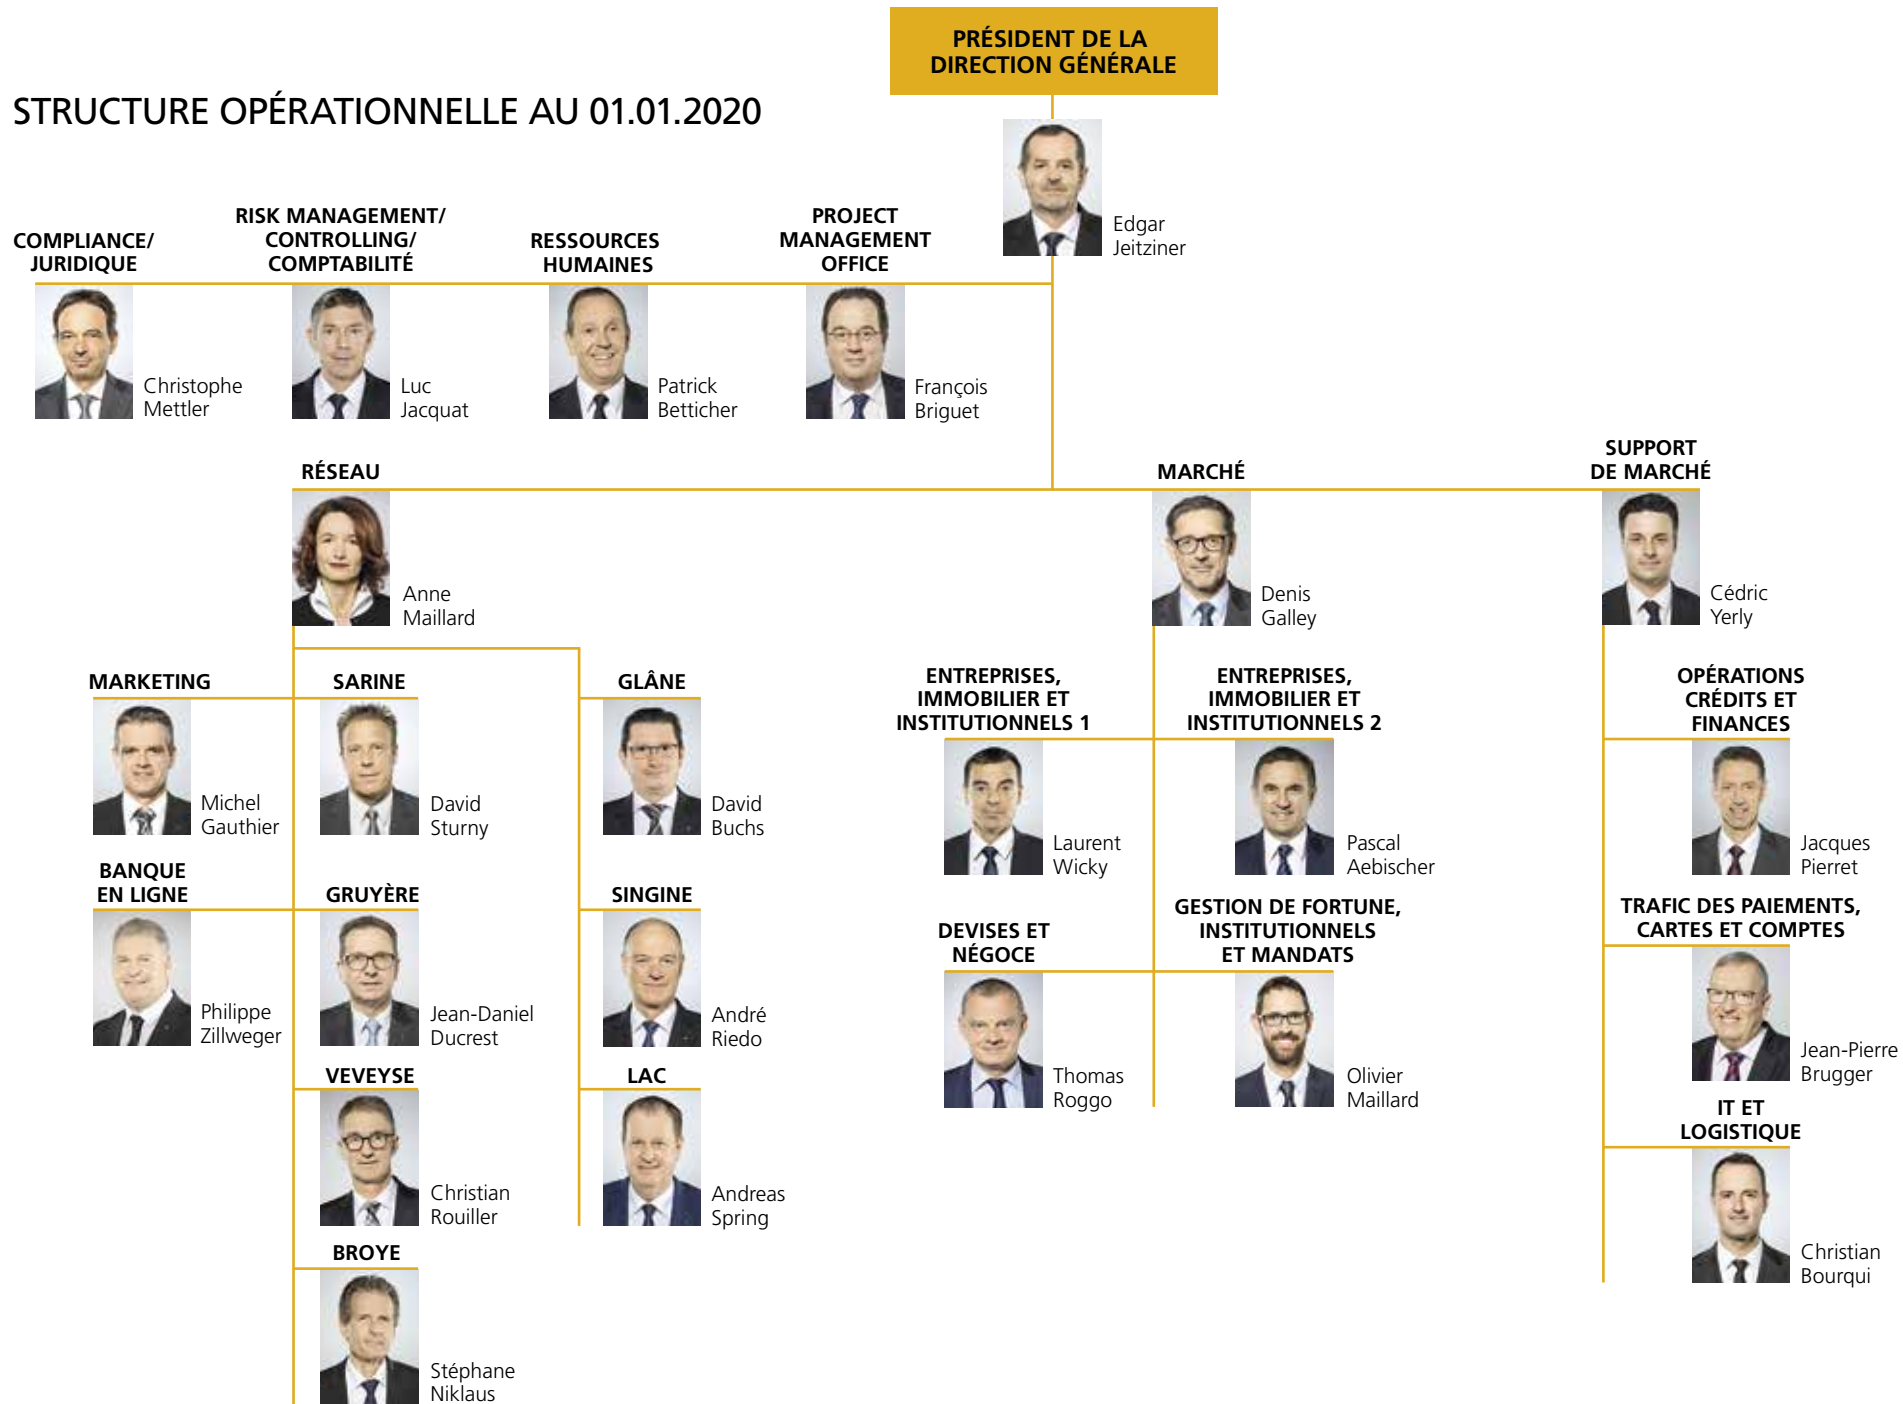 PRÉSIDENT DE LA
DIRECTION GÉNÉRALE
STRUCTURE OPÉRATIONNELLE AU 01.01.2020
Edgar
Jeitziner
COMPLIANCE/
JURIDIQUE
RISK MANAGEMENT/
CONTROLLING/
COMPTABILITÉ
RESSOURCES
HUMAINES
PROJECT
MANAGEMENT
OFFICE
Christophe
Mettler
Luc
Jacquat
Patrick
Betticher
François
Briguet
RÉSEAU
MARCHÉ
SUPPORT
DE MARCHÉ
Anne
Maillard
Denis
Galley
Cédric
Yerly
MARKETING
SARINE
GLÂNE
ENTREPRISES,
IMMOBILIER ET
INSTITUTIONNELS 1
ENTREPRISES,
IMMOBILIER ET
INSTITUTIONNELS 2
OPÉRATIONS
CRÉDITS ET
FINANCES
Michel
Gauthier
David
Sturny
David
Buchs
Laurent
Wicky
Pascal
Aebischer
Jacques
Pierret
BANQUE
EN LIGNE
GRUYÈRE
SINGINE
DEVISES ET
NÉGOCE
GESTION DE FORTUNE,
INSTITUTIONNELS
ET MANDATS
TRAFIC DES PAIEMENTS,
CARTES ET COMPTES
Philippe
Zillweger
Jean-Daniel
Ducrest
André
Riedo
Thomas
Roggo
Olivier
Maillard
Jean-Pierre
Brugger
VEVEYSE
LAC
IT ET
LOGISTIQUE
Christian
Rouiller
Andreas
Spring
Christian
Bourqui
BROYE
Stéphane
Niklaus